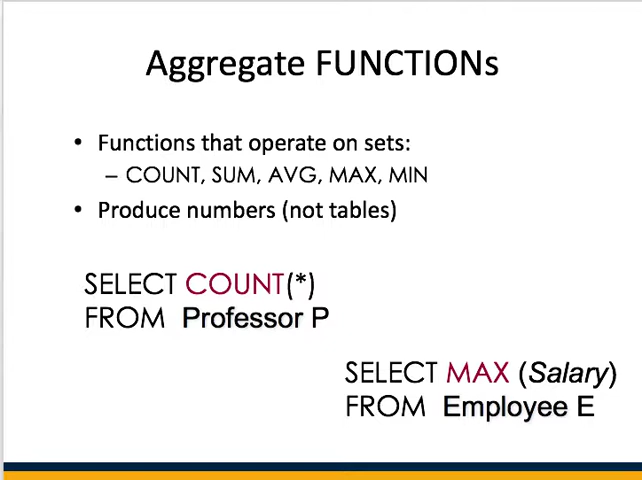 Aggregate FUNCTIONs
• Functions that operate on sets:
– COUNT, SUM, AVG, MAX, MIN
• Produce numbers (not tables)
SELECT COUNT(*)
FROM Professor P
SELECT MAX (Salary)
FROM Employee E